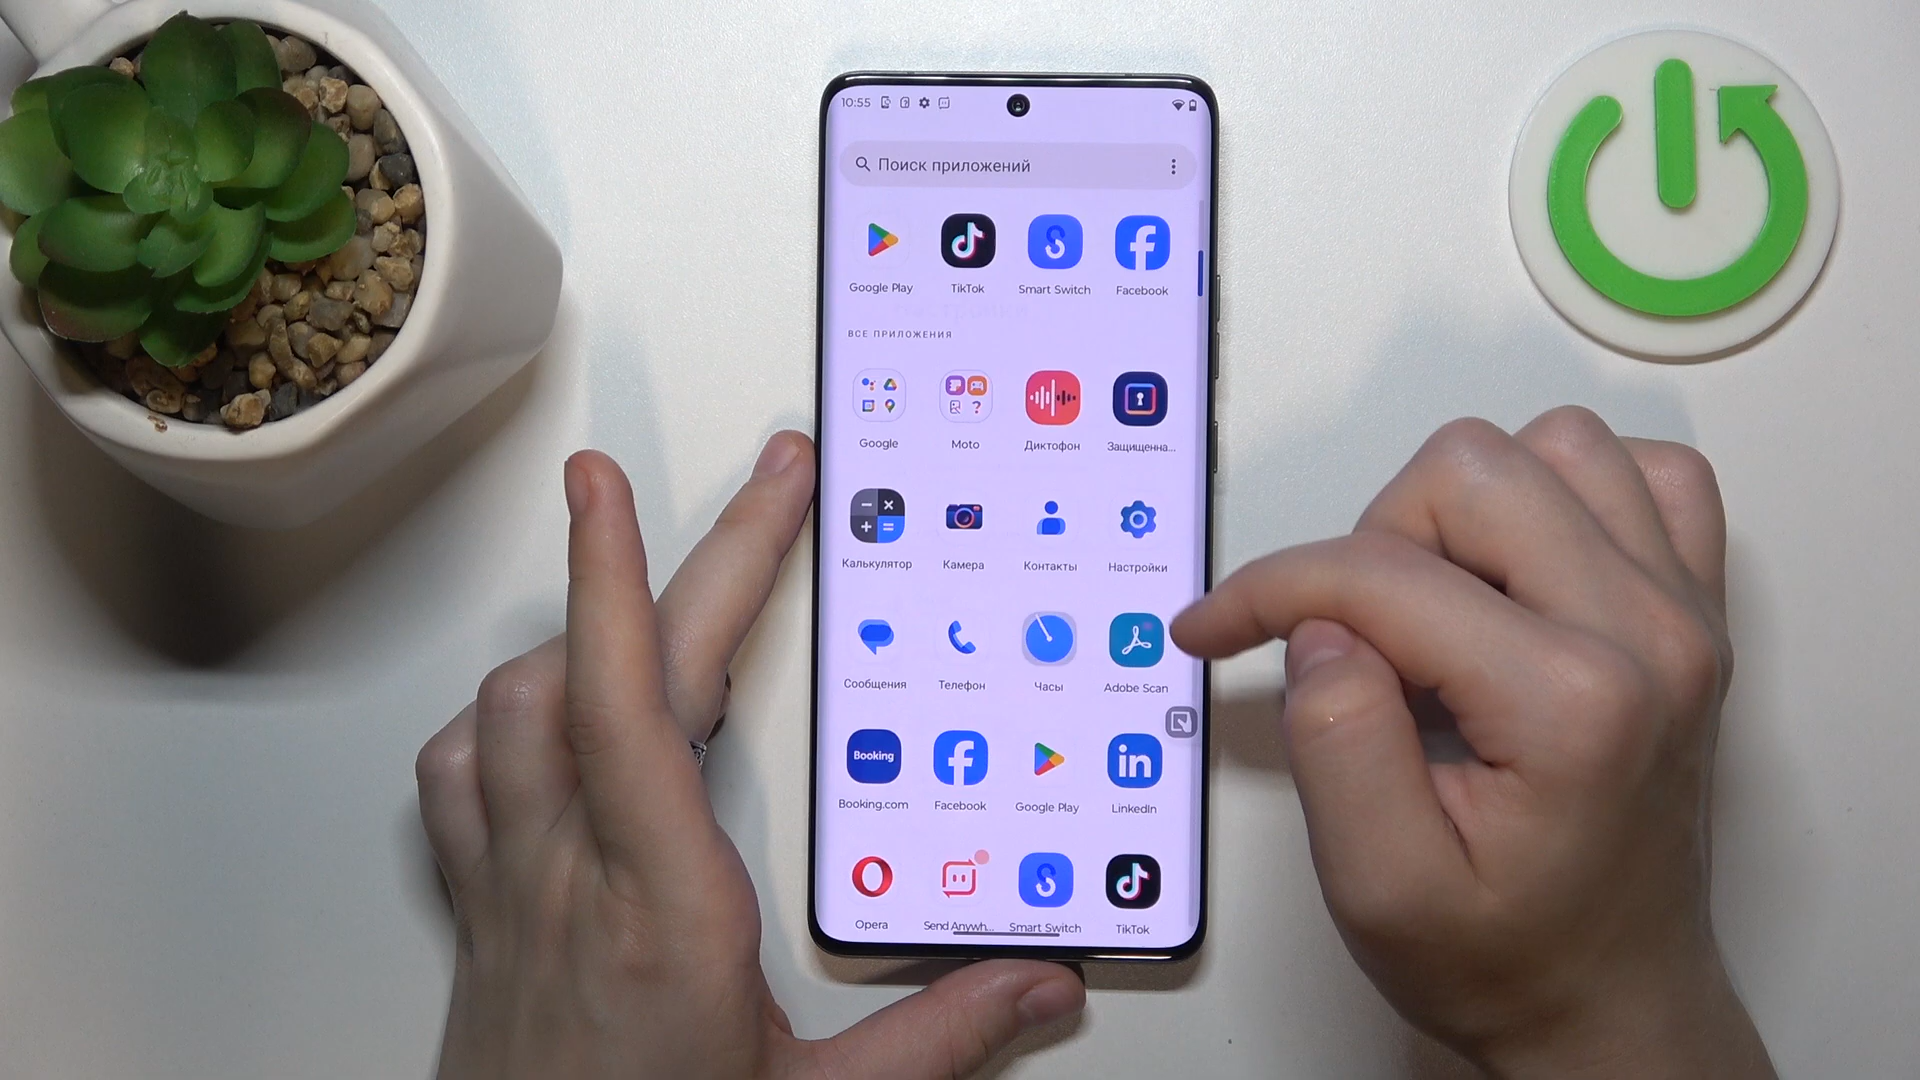 10:55
Поиск приложений
Google Play TikTok Smart Switch Facebook
ВСЕ ПРИЛОЖЕНИЯ
Google Moto Диктофон Защищенна...
Калькулятор Камера Контакты Настройки
Сообщения Телефон Часы Adobe Scan
Booking
in
Booking.com Facebook Google Play LinkedIn
Opera Send Anywh... Smart Switch TikTok